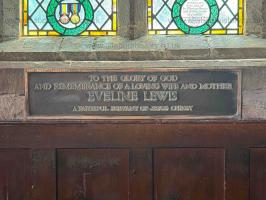 TO THE GLORY OF GOD
AND REMEMBRANCE OF A LOVING WIFE AND MOTHER
EVELINE LEWIS
A FAITHFUL SERVANT OF JESUS CHRIST